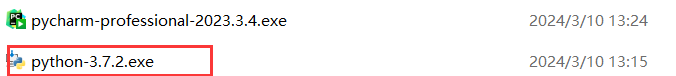 pycharm-professional-2023.3.4.exe 2024/3/10 13:24
python-3.7.2.exe 2024/3/10 13:15